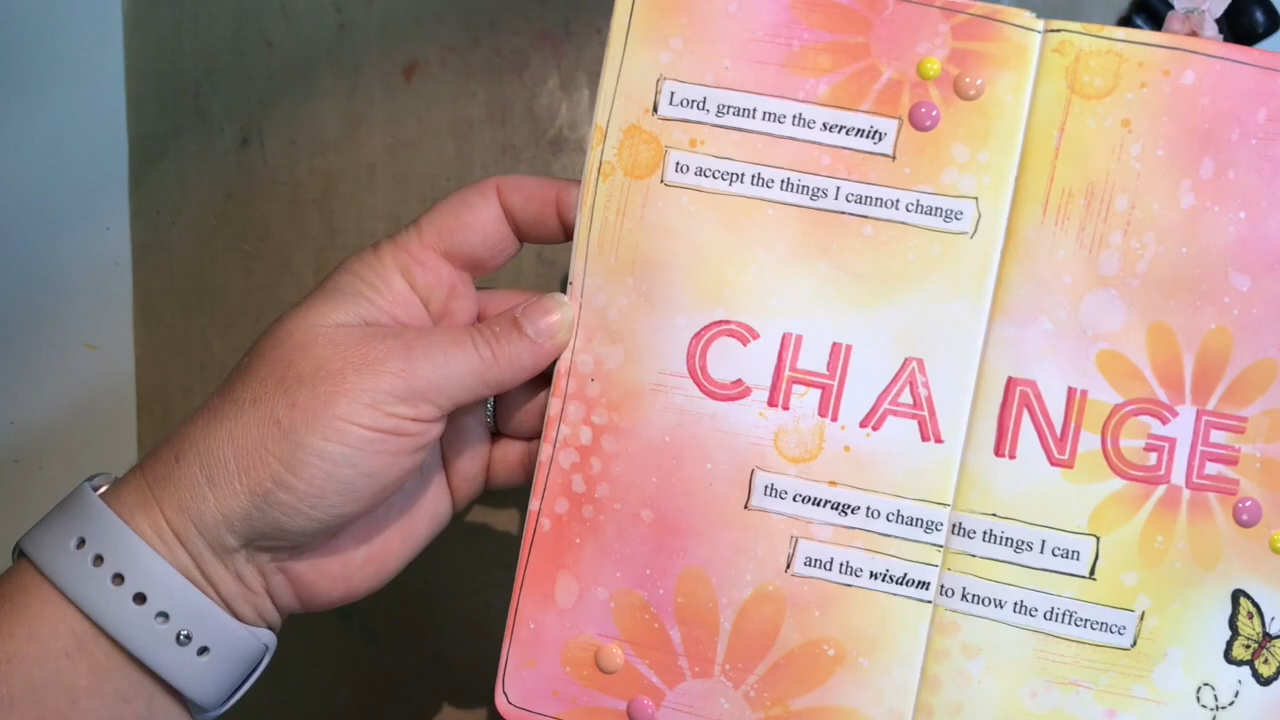 Lord, grant me the serenity
to accept the things I cannot change
CHANGE
the courage to change the things I can
and the wisdom to know the difference